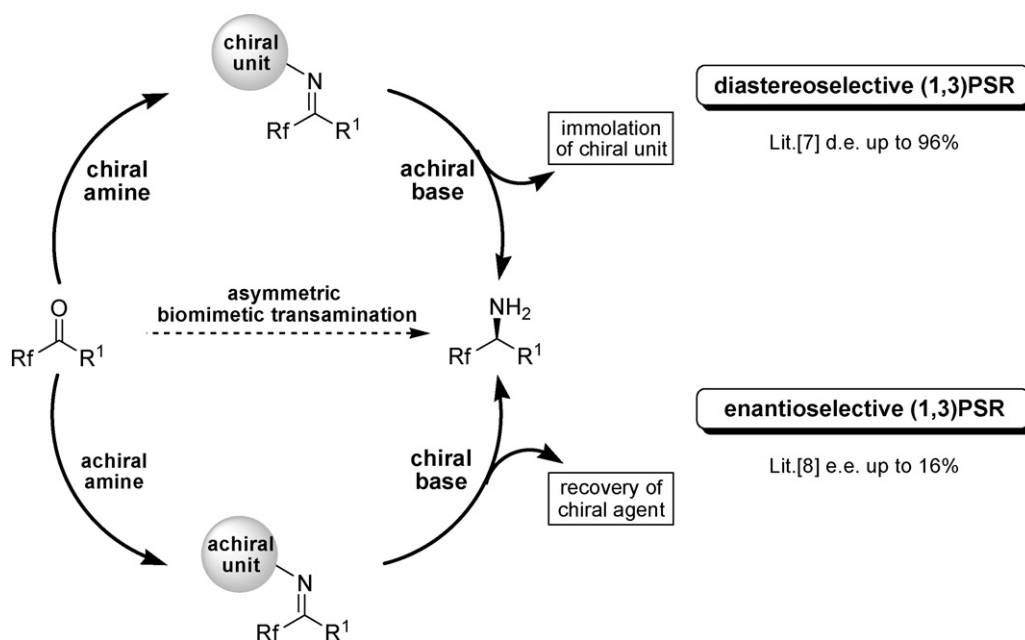 chiral
unit
N
Rf
R¹
chiral
amine
achiral
base
immolation
of chiral unit
diastereoselective (1,3)PSR
Lit.[7] d.e. up to 96%
O
Rf
R¹
asymmetric
biomimetic transamination
NH₂
Rf
R¹
achiral
amine
chiral
base
recovery of
chiral agent
enantioselective (1,3)PSR
Lit.[8] e.e. up to 16%
achiral
unit
N
Rf
R¹